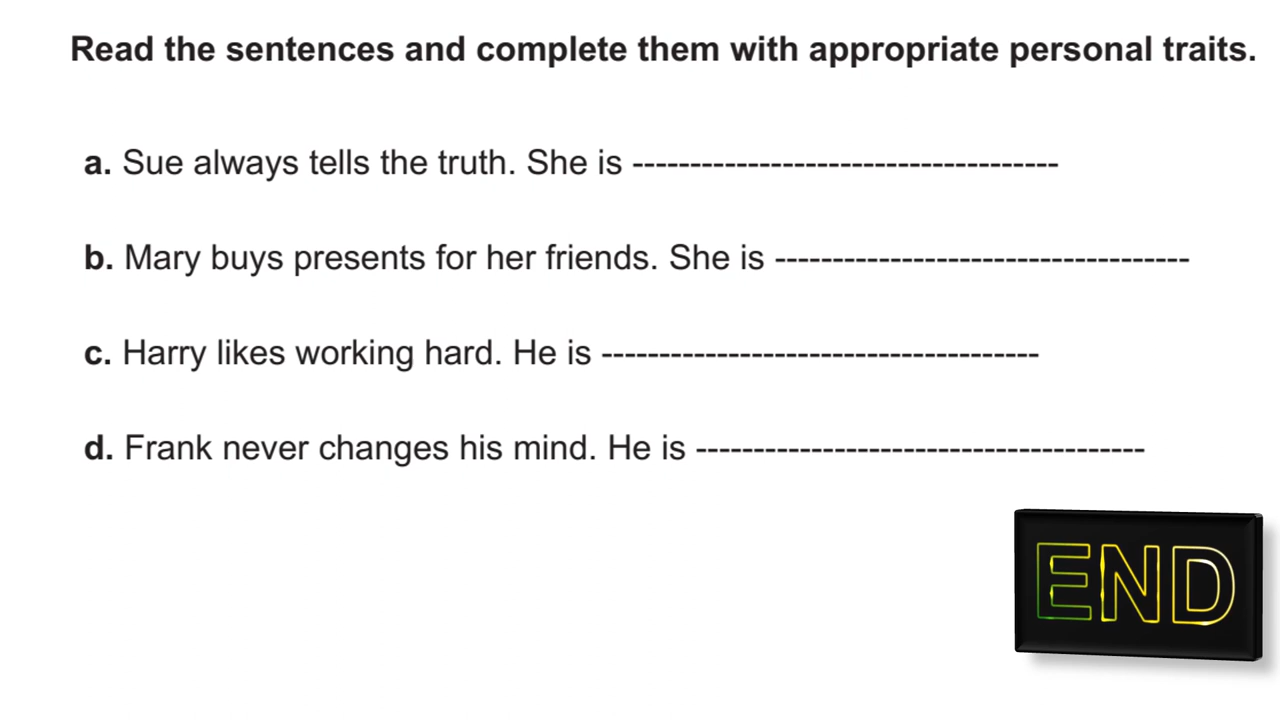 Read the sentences and complete them with appropriate personal traits.
a. Sue always tells the truth. She is -------------------------------------
b. Mary buys presents for her friends. She is ------------------------------------
c. Harry likes working hard. He is --------------------------------------
d. Frank never changes his mind. He is ---------------------------------------
END